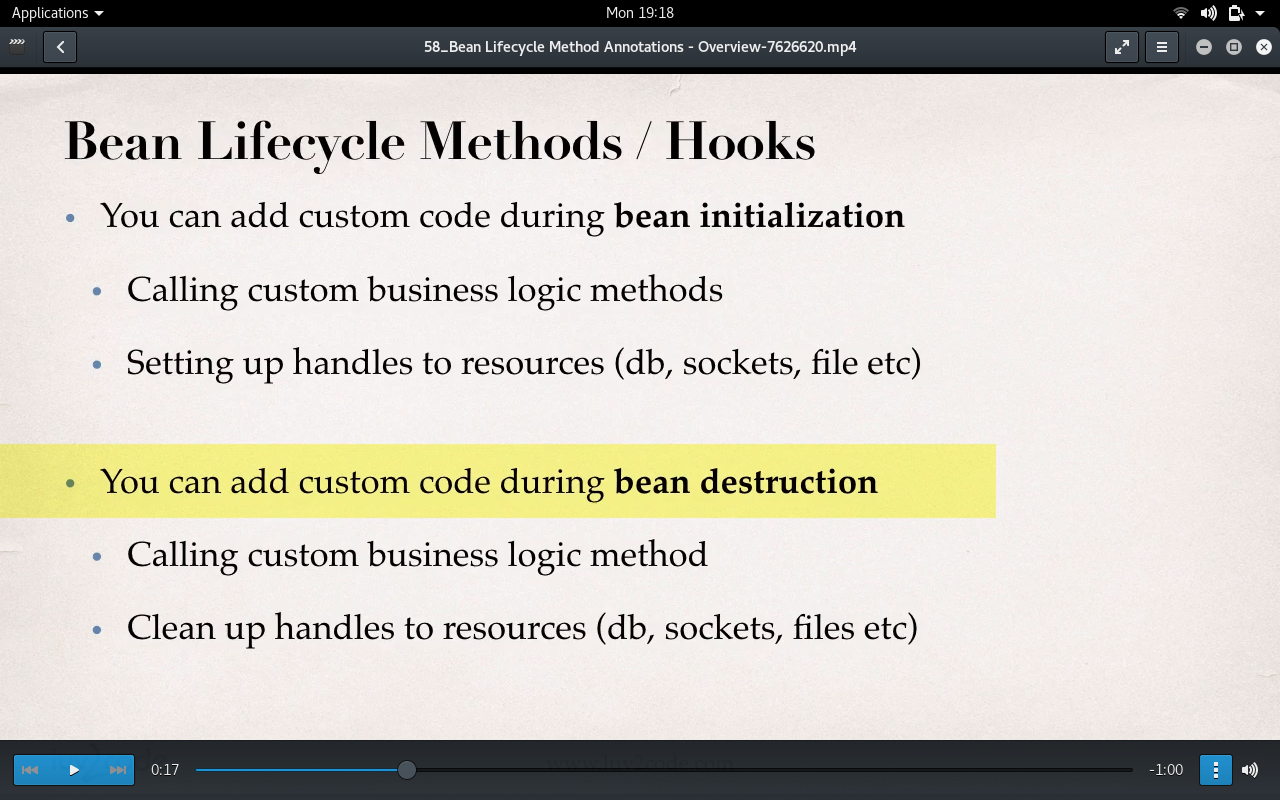 Applications
Mon 19:18
58_Bean Lifecycle Method Annotations - Overview-7626620.mp4
Bean Lifecycle Methods / Hooks
• You can add custom code during bean initialization
• Calling custom business logic methods
• Setting up handles to resources (db, sockets, file etc)
• You can add custom code during bean destruction
• Calling custom business logic method
• Clean up handles to resources (db, sockets, files etc)
www.luv2code.com
0:17
-1:00